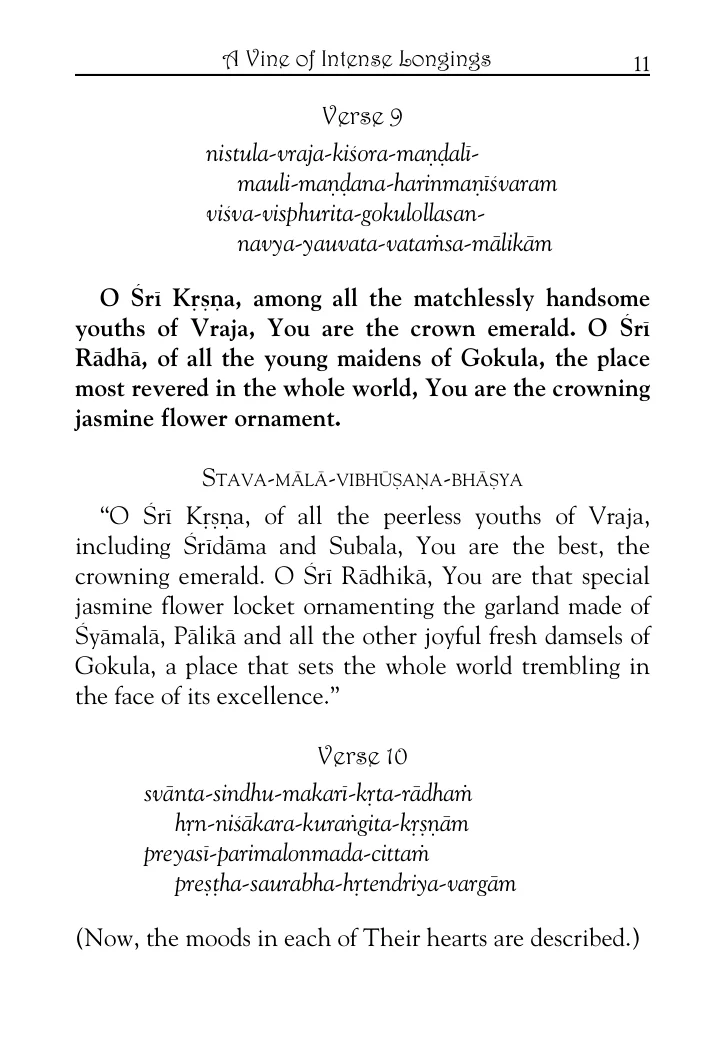 A Vine of Intense Longings 11
Verse 9
nistula-vraja-kiśora-maṇḍalī-
mauli-maṇḍana-harinmaṇīśvaram
viśva-visphurita-gokulollasan-
navya-yauvata-vataṁsa-mālikām
O Śrī Kṛṣṇa, among all the matchlessly handsome
youths of Vraja, You are the crown emerald. O Śrī
Rādhā, of all the young maidens of Gokula, the place
most revered in the whole world, You are the crowning
jasmine flower ornament.
STAVA-MĀLĀ-VIBHŪṢAṆA-BHĀṢYA
“O Śrī Kṛṣṇa, of all the peerless youths of Vraja,
including Śrīdāma and Subala, You are the best, the
crowning emerald. O Śrī Rādhikā, You are that special
jasmine flower locket ornamenting the garland made of
Śyāmalā, Pālikā and all the other joyful fresh damsels of
Gokula, a place that sets the whole world trembling in
the face of its excellence.”
Verse 10
svānta-sindhu-makarī-kṛta-rādhaṁ
hṛn-niśākara-kuraṅgita-kṛṣṇām
preyasī-parimalonmada-cittaṁ
preṣṭha-saurabha-hṛtendriya-vargām
(Now, the moods in each of Their hearts are described.)